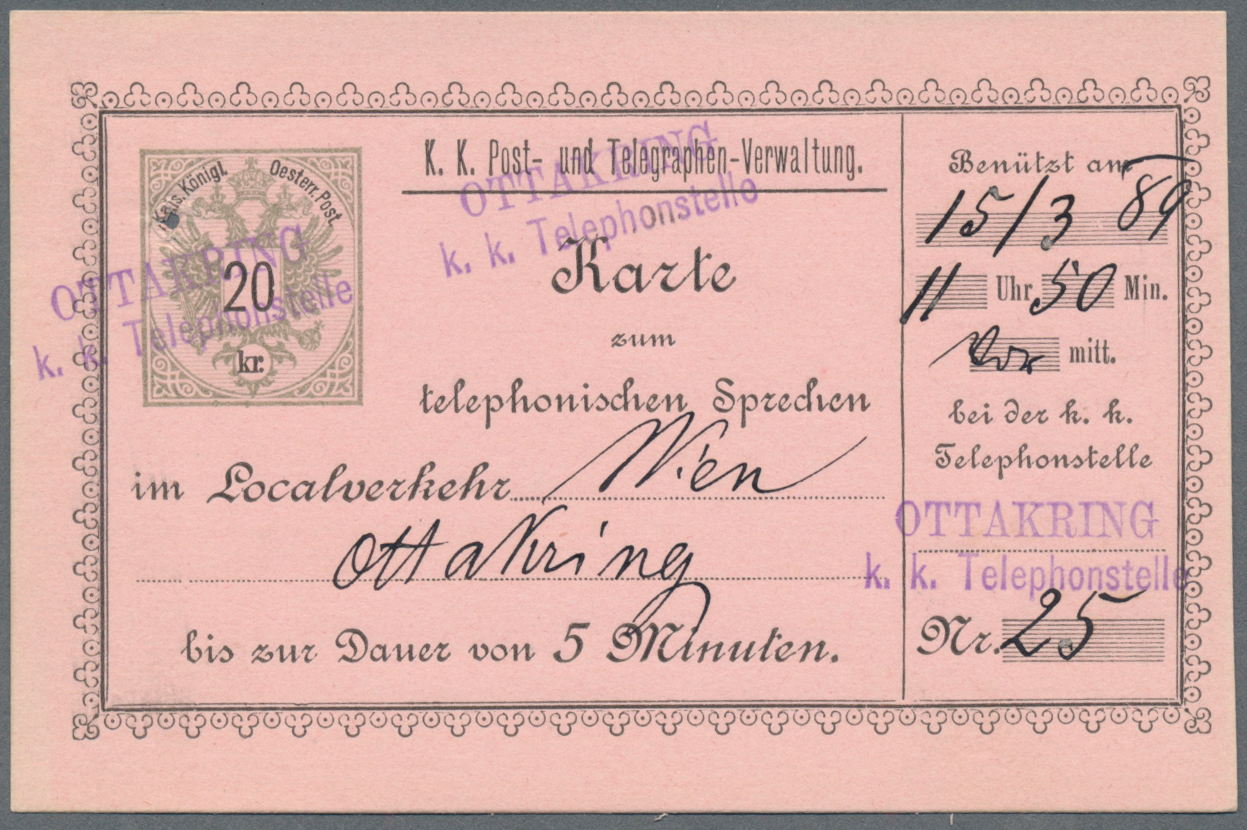 Kais. Königl. Oesterr. Post.
20
kr.
OTTAKRING
k. k. Telephonstelle
K. K. Post- und Telegraphen-Verwaltung.
OTTAKRING
k. k. Telephonstelle
Karte
zum
telephonischen Sprechen
im Localverkehr Wien
Ottakring
bis zur Dauer von 5 Minuten.
Benützt am
15/3 89
11 Uhr 50 Min.
Vor mitt.
bei der k. k.
Telephonstelle
OTTAKRING
k. k. Telephonstelle
Nr. 25